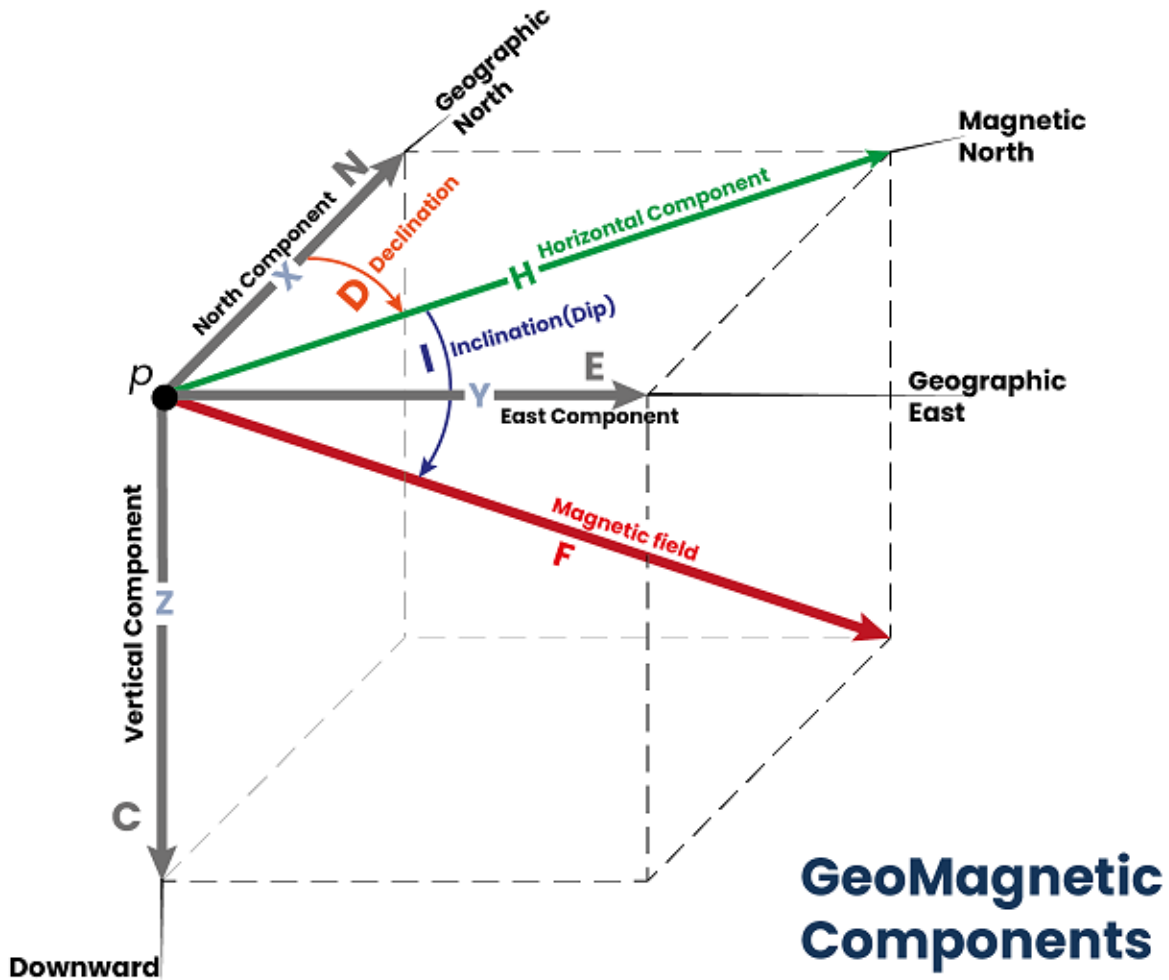 Geographic
North
Magnetic
North
N
North Component
X
Declination
D
Horizontal Component
H
Inclination(Dip)
I
p
E
Y
East Component
Geographic
East
Magnetic field
F
Vertical Component
Z
C
Downward
GeoMagnetic
Components